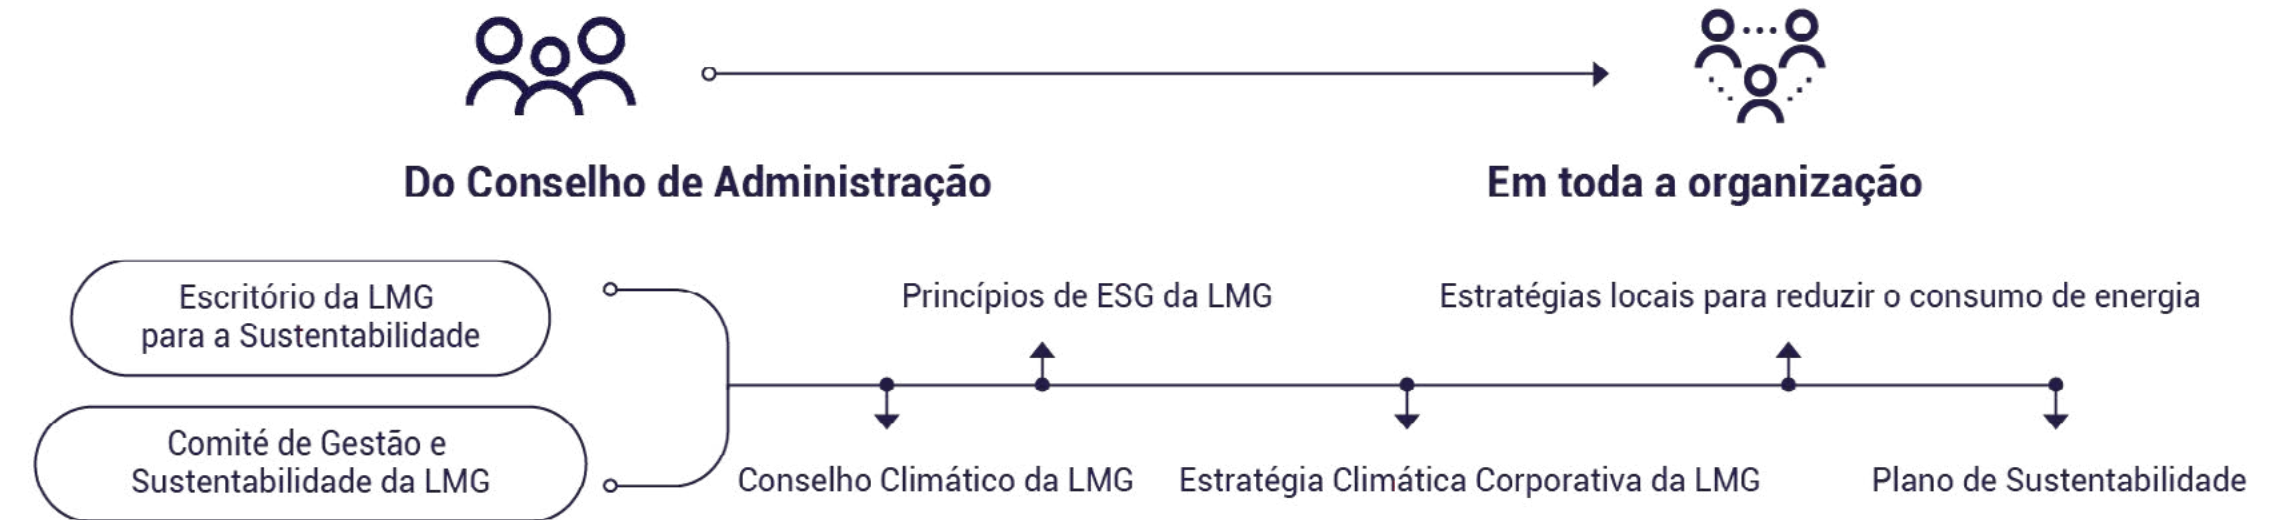 Do Conselho de Administração
Em toda a organização
Escritório da LMG
para a Sustentabilidade
Comité de Gestão e
Sustentabilidade da LMG
Princípios de ESG da LMG
Estratégias locais para reduzir o consumo de energia
Conselho Climático da LMG
Estratégia Climática Corporativa da LMG
Plano de Sustentabilidade